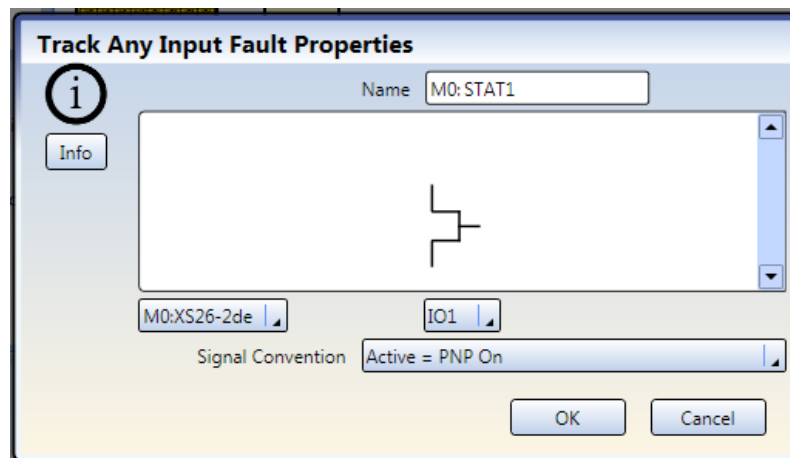 Track Any Input Fault Properties
i
Name M0:STAT1
Info
M0:XS26-2de IO1
Signal Convention Active = PNP On
OK Cancel